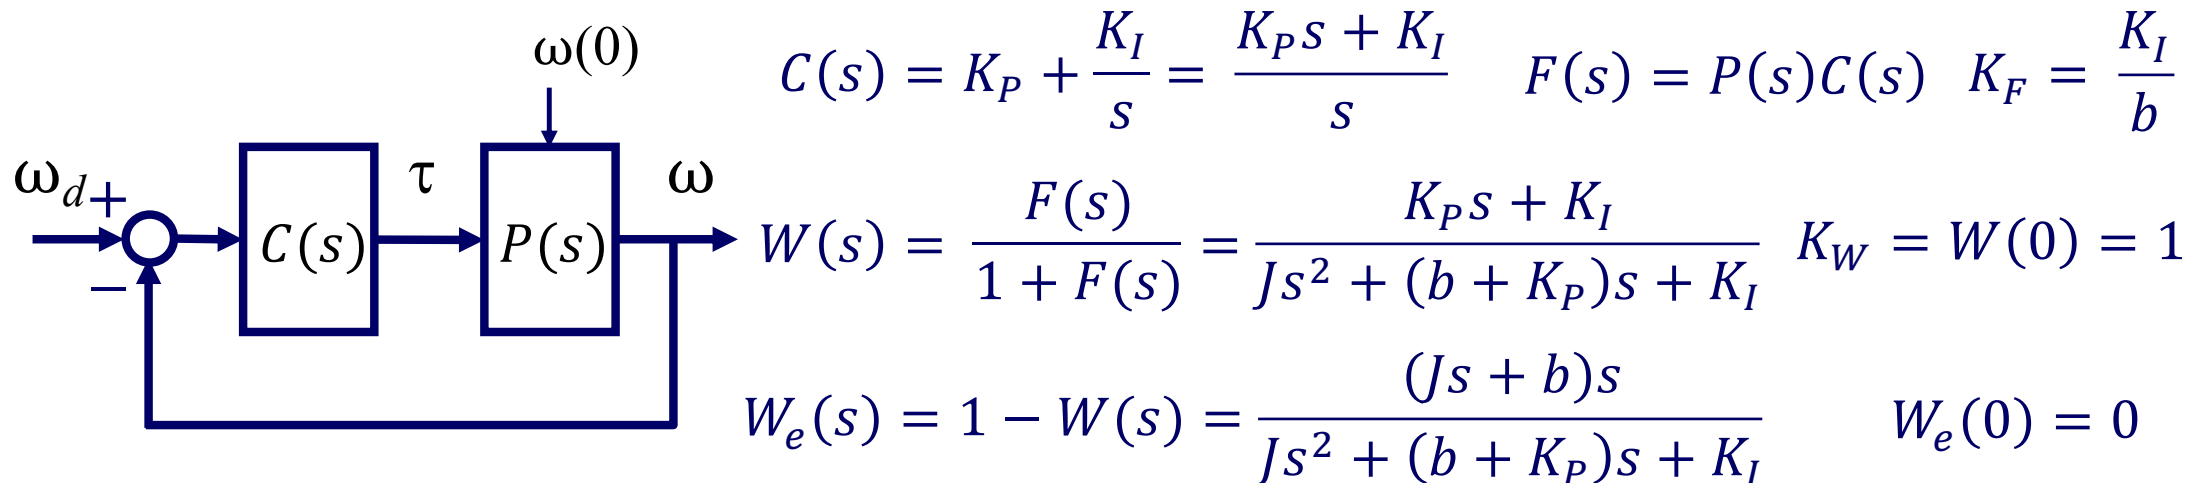 ω(0)
ω_d + − C(s) τ P(s) ω
C(s) = K_P + K_I/s = (K_P s + K_I)/s F(s) = P(s)C(s) K_F = K_I/b
W(s) = F(s)/(1 + F(s)) = (K_P s + K_I)/(Js² + (b + K_P)s + K_I) K_W = W(0) = 1
W_e(s) = 1 − W(s) = (Js + b)s/(Js² + (b + K_P)s + K_I) W_e(0) = 0